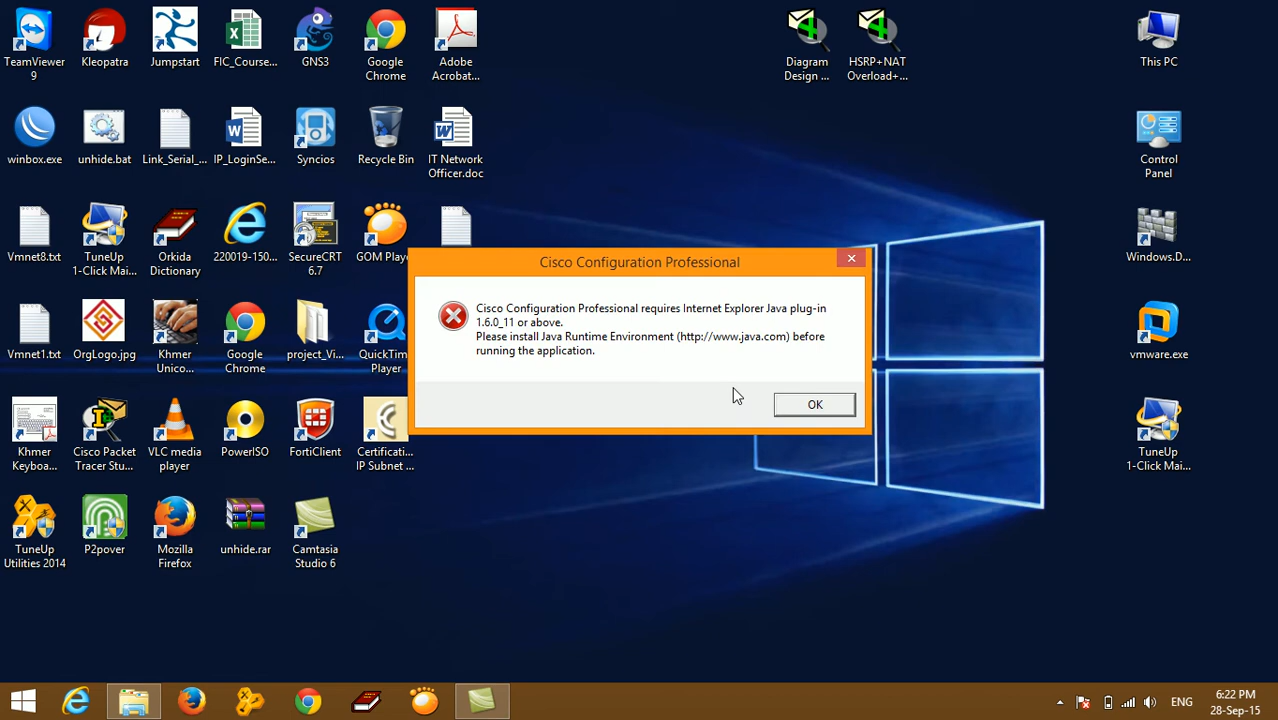 TeamViewer
9
Kleopatra
Jumpstart
FIC_Course...
GNS3
Google
Chrome
Adobe
Acrobat...
Diagram
Design ...
HSRP+NAT
Overload+...
This PC
winbox.exe
unhide.bat
Link_Serial_...
IP_LoginSe...
Syncios
Recycle Bin
IT Network
Officer.doc
Control
Panel
Vmnet8.txt
TuneUp
1-Click Mai...
Orkida
Dictionary
220019-150...
SecureCRT
6.7
GOM Playe
Windows.D...
Cisco Configuration Professional
Cisco Configuration Professional requires Internet Explorer Java plug-in
1.6.0_11 or above.
Please install Java Runtime Environment (http://www.java.com) before
running the application.
OK
Vmnet1.txt
OrgLogo.jpg
Khmer
Unico...
Google
Chrome
project_Vi...
QuickTim
Player
vmware.exe
Khmer
Keyboa...
Cisco Packet
Tracer Stu...
VLC media
player
PowerISO
FortiClient
Certificati...
IP Subnet ...
TuneUp
1-Click Mai...
TuneUp
Utilities 2014
P2pover
Mozilla
Firefox
unhide.rar
Camtasia
Studio 6
ENG
6:22 PM
28-Sep-15